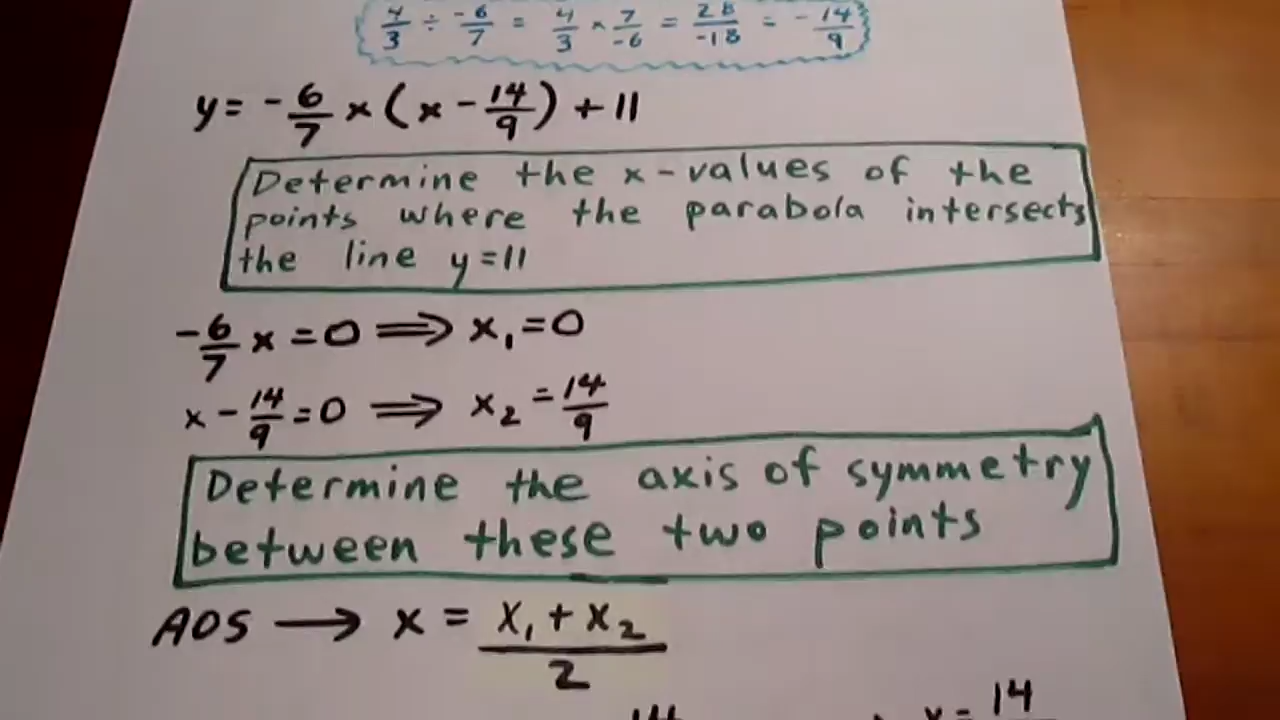 4/3 ÷ -6/7 = 4/3 × 7/-6 = 28/-18 = -14/9
y = -6/7 x (x - 14/9) + 11
Determine the x-values of the
points where the parabola intersects
the line y=11
-6/7 x = 0 ⟹ x₁ = 0
x - 14/9 = 0 ⟹ x₂ = 14/9
Determine the axis of symmetry
between these two points
AOS → x = x₁ + x₂ / 2
14 x = 14